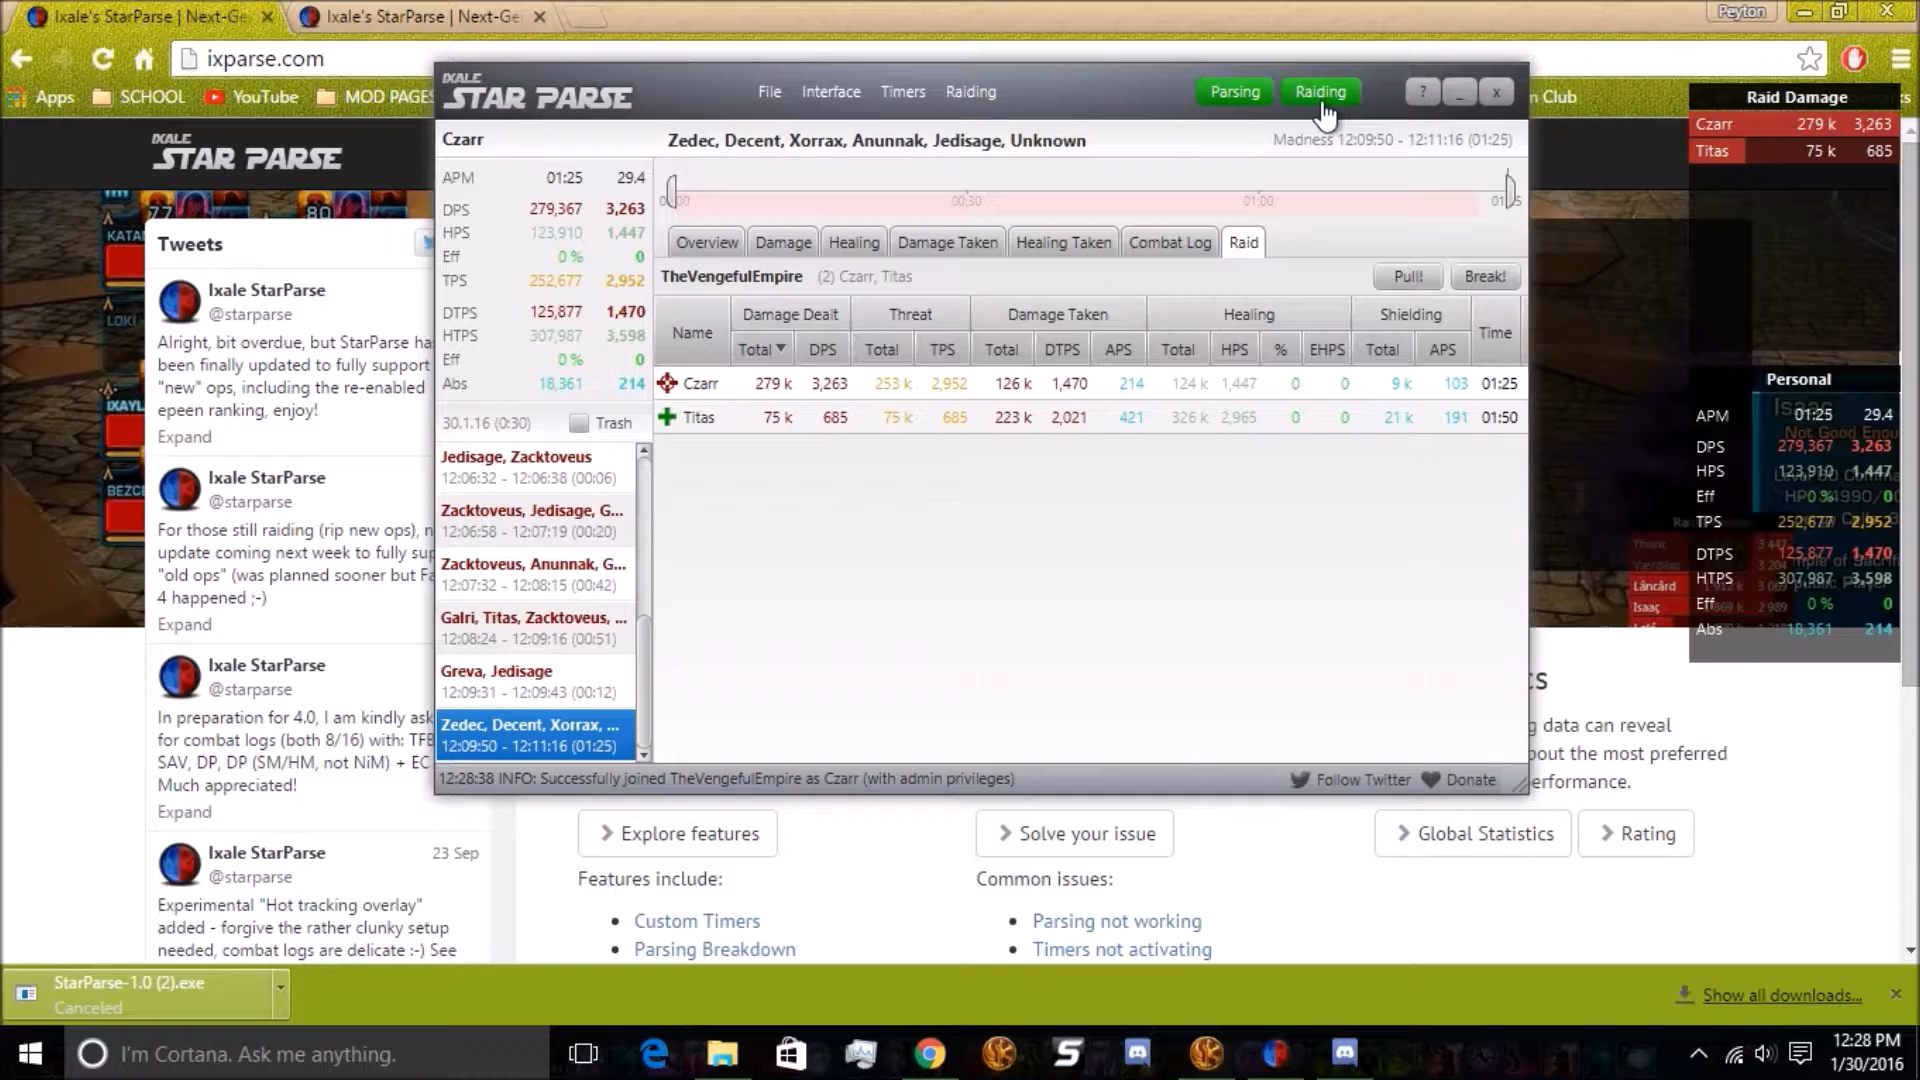 Ixale's StarParse | Next-Ge
Ixale's StarParse | Next-Ge
Peyton
ixparse.com
Apps
SCHOOL
YouTube
MOD PAGES
n Club
IXALE
STAR PARSE
IXALE
STAR PARSE
File Interface Timers Raiding
Parsing Raiding ? _ x
Czarr
Zedec, Decent, Xorrax, Anunnak, Jedisage, Unknown
Madness 12:09:50 - 12:11:16 (01:25)
APM 01:25 29.4
DPS 279,367 3,263
HPS 123,910 1,447
Eff 0 % 0
TPS 252,677 2,952
DTPS 125,877 1,470
HTPS 307,987 3,598
Eff 0 % 0
Abs 18,361 214
30.1.16 (0:30) Trash
Jedisage, Zacktoveus
12:06:32 - 12:06:38 (00:06)
Zacktoveus, Jedisage, G...
12:06:58 - 12:07:19 (00:20)
Zacktoveus, Anunnak, G...
12:07:32 - 12:08:15 (00:42)
Galri, Titas, Zacktoveus, ...
12:08:24 - 12:09:16 (00:51)
Greva, Jedisage
12:09:31 - 12:09:43 (00:12)
Zedec, Decent, Xorrax, ...
12:09:50 - 12:11:16 (01:25)
00:30 01:00
Overview Damage Healing Damage Taken Healing Taken Combat Log Raid
TheVengefulEmpire (2) Czarr, Titas
Pull! Break!
Name Damage Dealt Threat Damage Taken Healing Shielding Time
Total DPS Total TPS Total DTPS APS Total HPS % EHPS Total APS
Czarr 279 k 3,263 253 k 2,952 126 k 1,470 214 124 k 1,447 0 0 9 k 103 01:25
Titas 75 k 685 75 k 685 223 k 2,021 421 326 k 2,965 0 0 21 k 191 01:50
12:28:38 INFO: Successfully joined TheVengefulEmpire as Czarr (with admin privileges)
Follow Twitter Donate
Raid Damage
Czarr 279 k 3,263
Titas 75 k 685
Personal
APM 01:25 29.4
DPS 279,367 3,263
HPS 123,910 1,447
Eff 0 % 0
TPS 252,677 2,952
DTPS 125,877 1,470
HTPS 307,987 3,598
Eff 0 % 0
Abs 18,361 214
Lâncârd
Isaaç
77
80
KATA
LOKI
IXAYL
BEZCE
Tweets
Ixale StarParse
@starparse
Alright, bit overdue, but StarParse ha
been finally updated to fully support
"new" ops, including the re-enabled
epeen ranking, enjoy!
Expand
Ixale StarParse
@starparse
For those still raiding (rip new ops), n
update coming next week to fully sup
"old ops" (was planned sooner but Fa
4 happened ;-)
Expand
Ixale StarParse
@starparse
In preparation for 4.0, I am kindly ask
for combat logs (both 8/16) with: TFB
SAV, DP, DP (SM/HM, not NiM) + EC
Much appreciated!
Expand
Ixale StarParse 23 Sep
@starparse
Experimental "Hot tracking overlay"
added - forgive the rather clunky setup
needed, combat logs are delicate :-) See
cs
g data can reveal
bout the most preferred
erformance.
Explore features
Solve your issue
Global Statistics
Rating
Features include:
Custom Timers
Parsing Breakdown
Common issues:
Parsing not working
Timers not activating
StarParse-1.0 (2).exe
Canceled
Show all downloads...
I'm Cortana. Ask me anything.
12:28 PM
1/30/2016